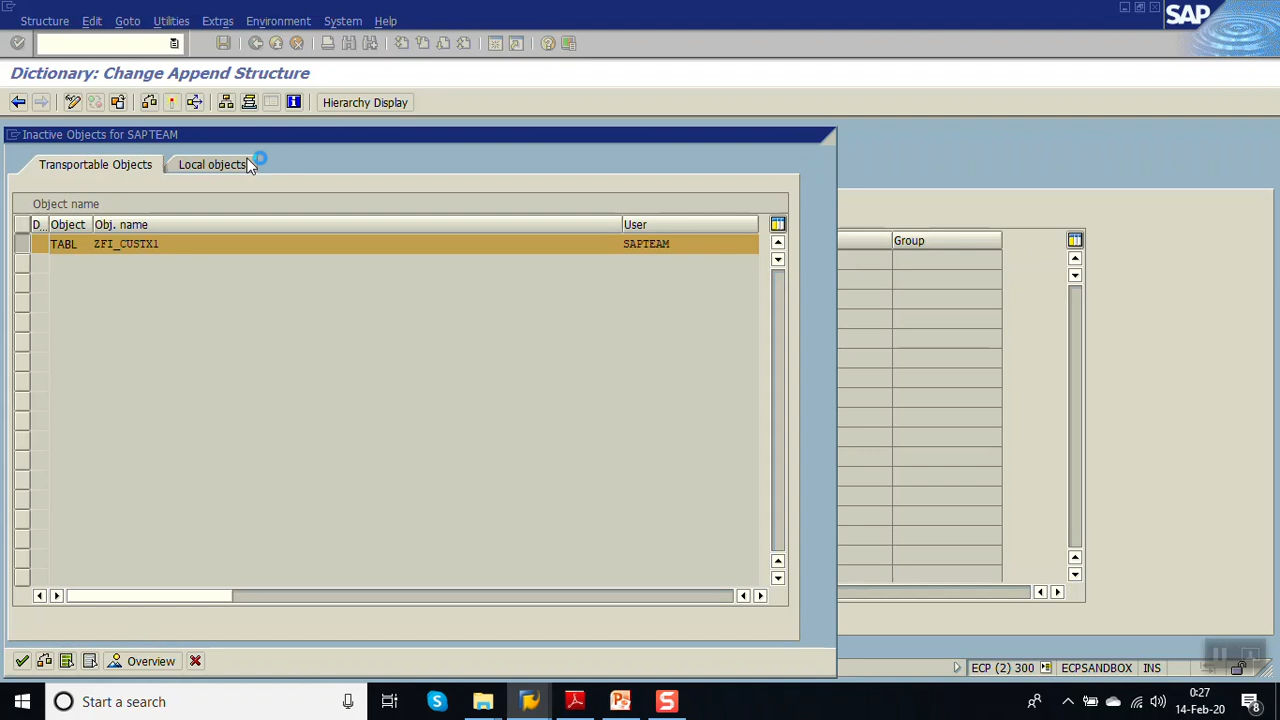 Structure Edit Goto Utilities Extras Environment System Help
SAP
Dictionary: Change Append Structure
Hierarchy Display
Inactive Objects for SAPTEAM
Transportable Objects Local objects
Object name
D... Object Obj. name User
TABL ZFI_CUSTX1 SAPTEAM
Group
Overview
ECP (2) 300 ECPSANDBOX INS
Start a search
0:27
14-Feb-20
8